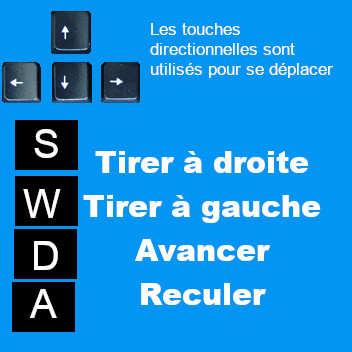 Les touches
directionnelles sont
utilisés pour se déplacer
↑
← ↓ →
S
Tirer à droite
W
Tirer à gauche
D
Avancer
A
Reculer